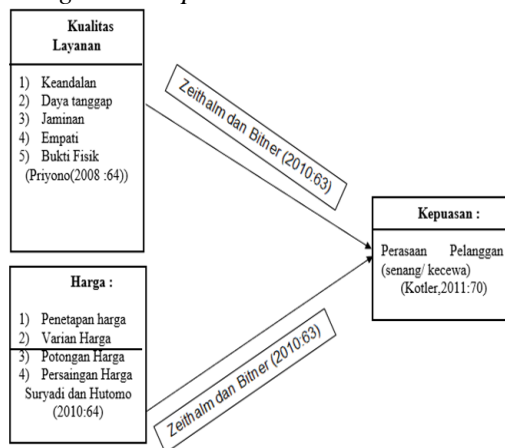 Kualitas
Layanan
1) Keandalan
2) Daya tanggap
3) Jaminan
4) Empati
5) Bukti Fisik
(Priyono(2008 :64))
Zeithalm dan Bitner (2010:63)
Kepuasan :
Perasaan Pelanggan
(senang/ kecewa)
(Kotler,2011:70)
Harga :
1) Penetapan harga
2) Varian Harga
3) Potongan Harga
4) Persaingan Harga
Suryadi dan Hutomo
(2010:64)
Zeithalm dan Bitner (2010:63)